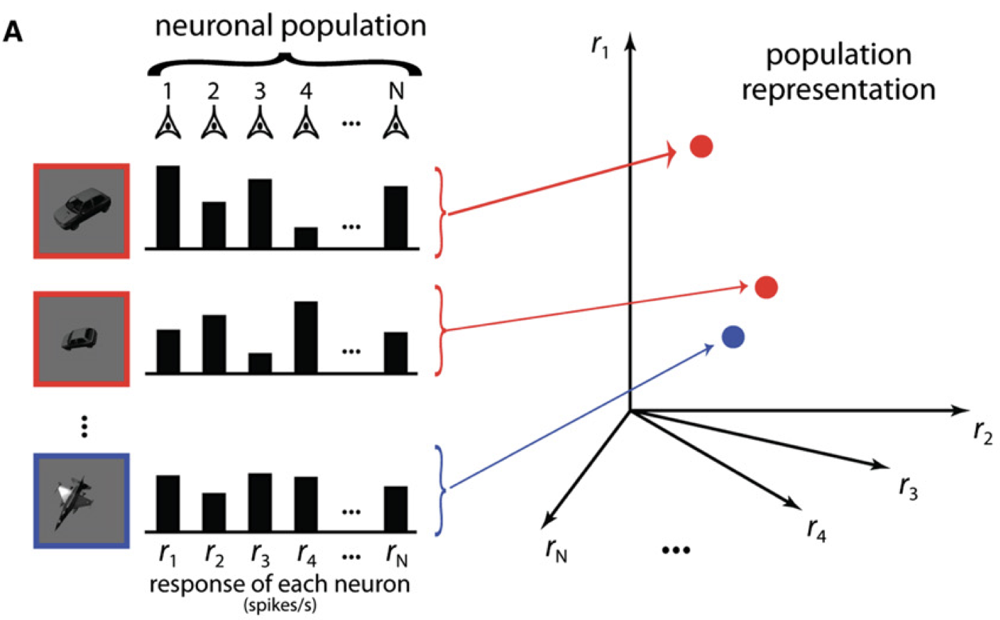 A
neuronal population
1 2 3 4 ... N
...
...
...
r1 r2 r3 r4 ... rN
response of each neuron
(spikes/s)
population
representation
r1
r2
r3
r4
...
rN